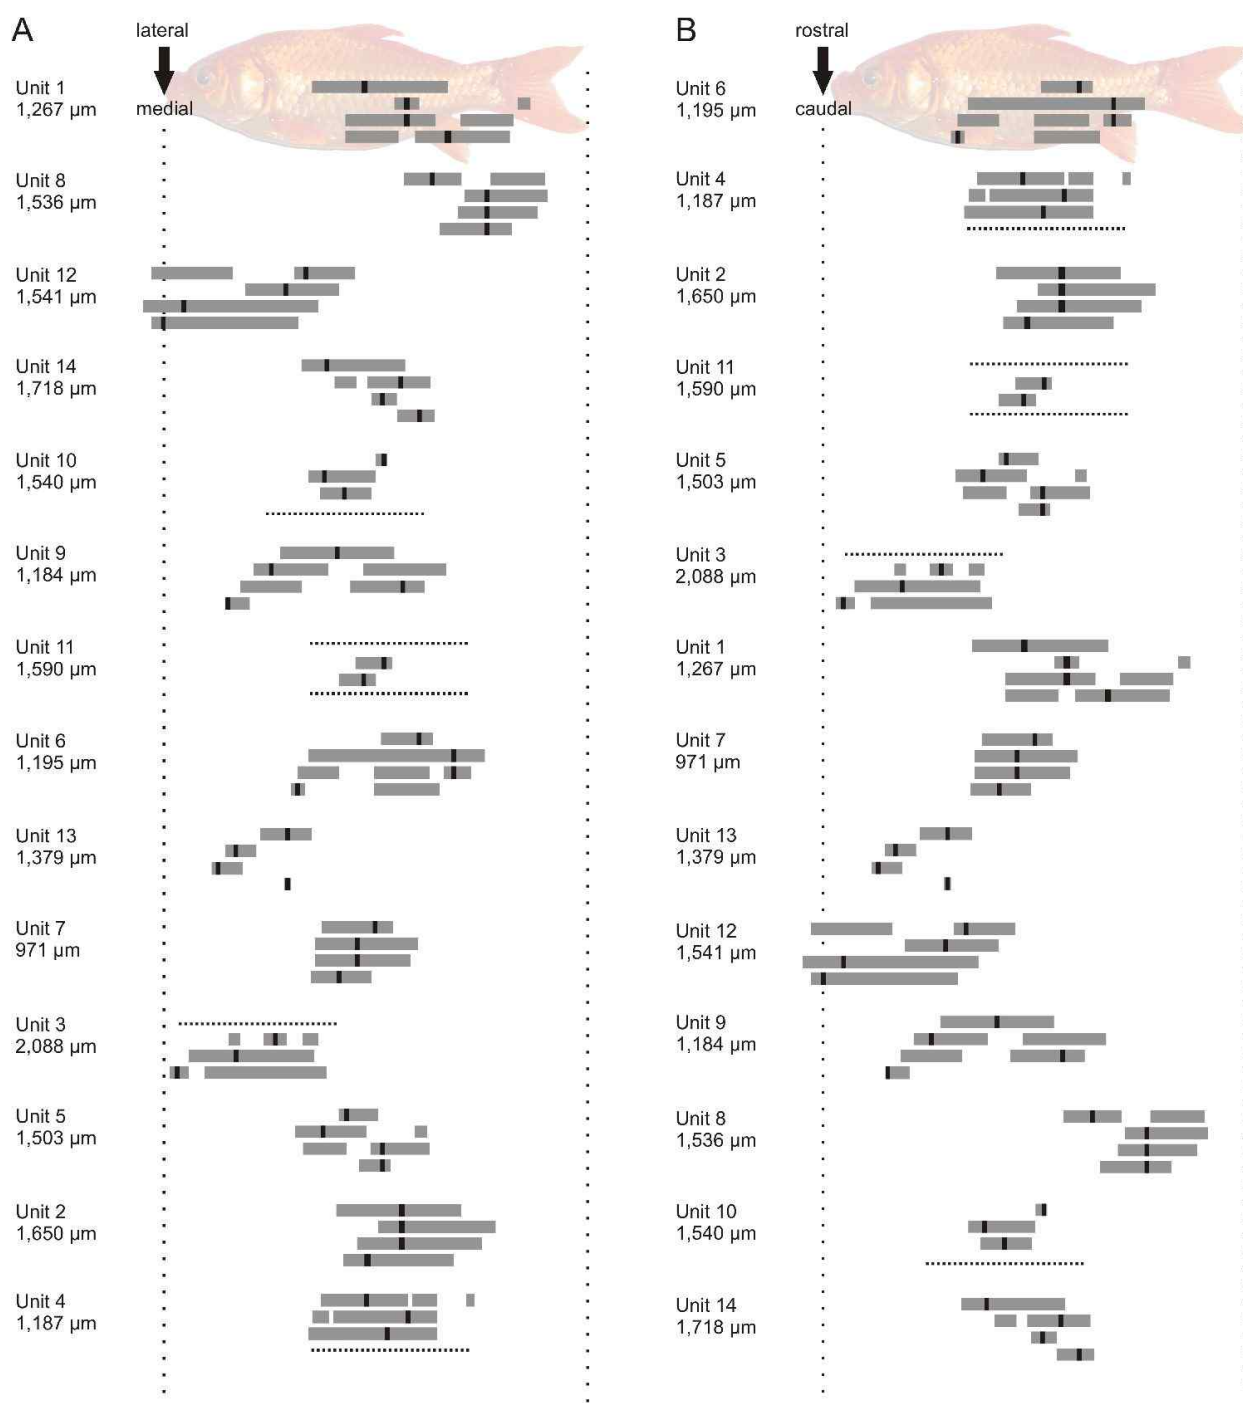 A
lateral
medial
Unit 1
1,267 µm
Unit 8
1,536 µm
Unit 12
1,541 µm
Unit 14
1,718 µm
Unit 10
1,540 µm
Unit 9
1,184 µm
Unit 11
1,590 µm
Unit 6
1,195 µm
Unit 13
1,379 µm
Unit 7
971 µm
Unit 3
2,088 µm
Unit 5
1,503 µm
Unit 2
1,650 µm
Unit 4
1,187 µm
B
rostral
caudal
Unit 6
1,195 µm
Unit 4
1,187 µm
Unit 2
1,650 µm
Unit 11
1,590 µm
Unit 5
1,503 µm
Unit 3
2,088 µm
Unit 1
1,267 µm
Unit 7
971 µm
Unit 13
1,379 µm
Unit 12
1,541 µm
Unit 9
1,184 µm
Unit 8
1,536 µm
Unit 10
1,540 µm
Unit 14
1,718 µm